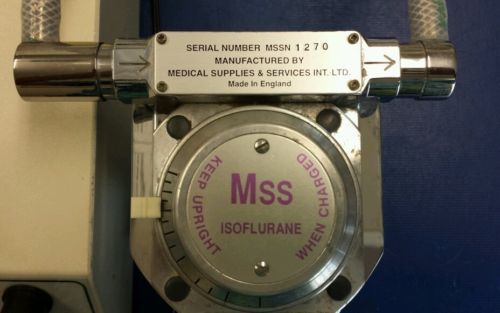 SERIAL NUMBER MSSN 1270
MANUFACTURED BY
MEDICAL SUPPLIES & SERVICES INT. LTD.
Made In England
KEEP UPRIGHT
WHEN CHARGED
MSS
ISOFLURANE